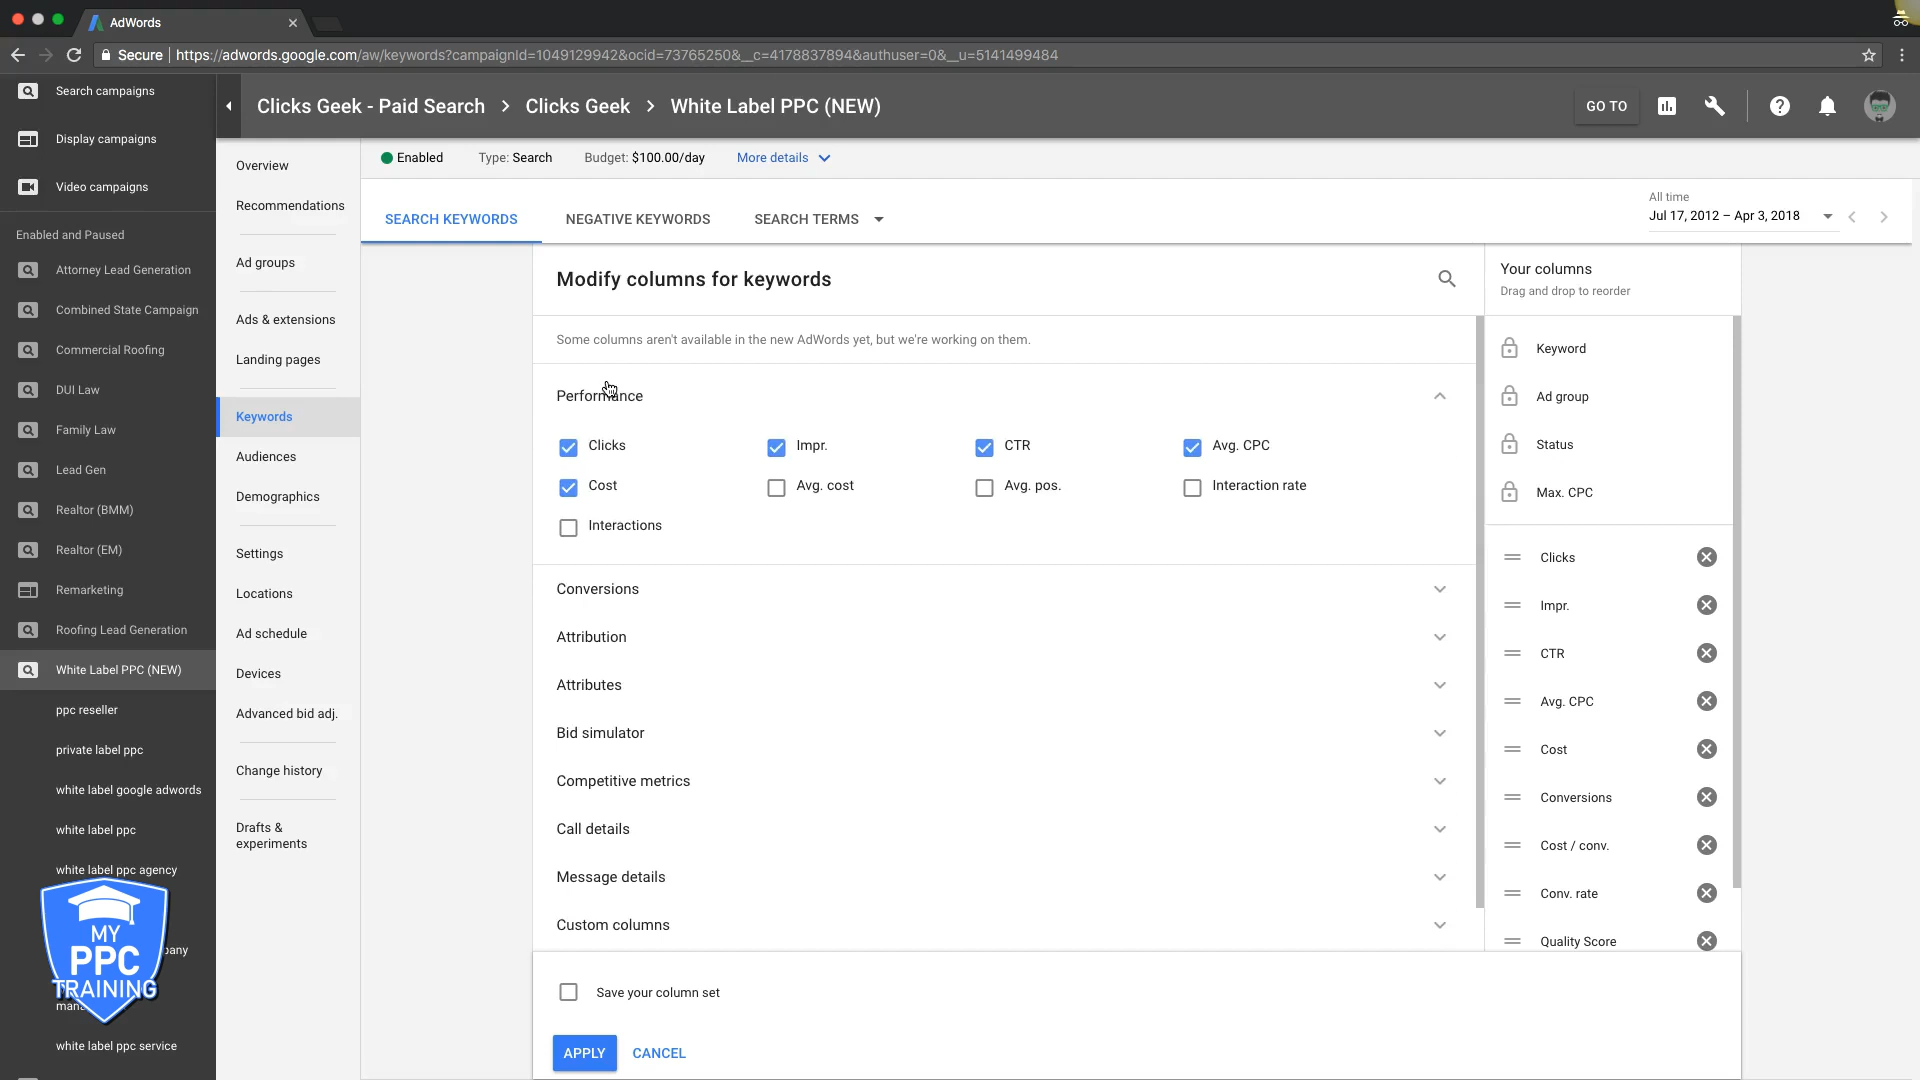 AdWords
Secure
https://adwords.google.com/aw/keywords?campaignId=1049129942&ocid=73765250&__c=4178837894&authuser=0&__u=5141499484
Search campaigns
Display campaigns
Video campaigns
Enabled and Paused
Attorney Lead Generation
Combined State Campaign
Commercial Roofing
DUI Law
Family Law
Lead Gen
Realtor (BMM)
Realtor (EM)
Remarketing
Roofing Lead Generation
White Label PPC (NEW)
ppc reseller
private label ppc
white label google adwords
white label ppc
white label ppc agency
pany
mana
white label ppc service
MY
PPC
TRAINING
Clicks Geek - Paid Search > Clicks Geek > White Label PPC (NEW)
GO TO
Overview
Recommendations
Ad groups
Ads & extensions
Landing pages
Keywords
Audiences
Demographics
Settings
Locations
Ad schedule
Devices
Advanced bid adj.
Change history
Drafts &
experiments
Enabled
Type: Search
Budget: $100.00/day
More details
SEARCH KEYWORDS
NEGATIVE KEYWORDS
SEARCH TERMS
All time
Jul 17, 2012 – Apr 3, 2018
Modify columns for keywords
Some columns aren't available in the new AdWords yet, but we're working on them.
Performance
Clicks
Impr.
CTR
Avg. CPC
Cost
Avg. cost
Avg. pos.
Interaction rate
Interactions
Conversions
Attribution
Attributes
Bid simulator
Competitive metrics
Call details
Message details
Custom columns
Save your column set
APPLY
CANCEL
Your columns
Drag and drop to reorder
Keyword
Ad group
Status
Max. CPC
Clicks
Impr.
CTR
Avg. CPC
Cost
Conversions
Cost / conv.
Conv. rate
Quality Score